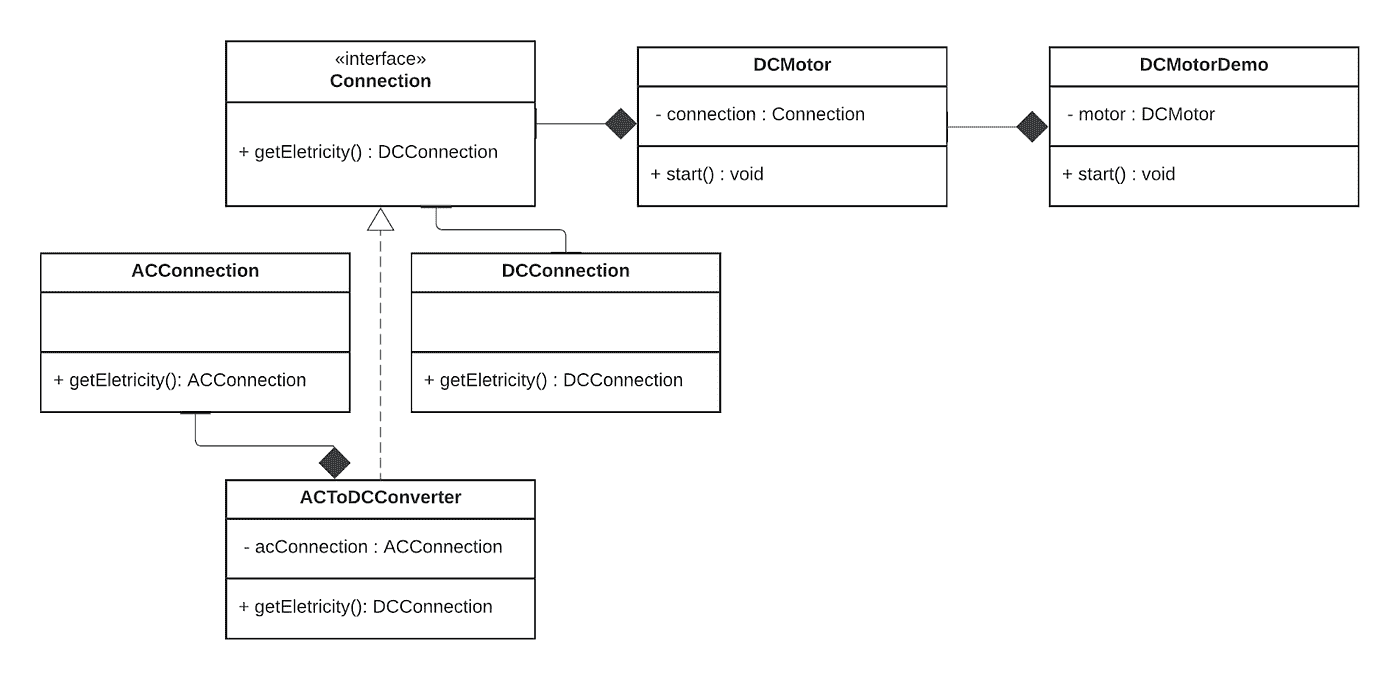 «interface»
Connection
+ getEletricity() : DCConnection
DCMotor
- connection : Connection
+ start() : void
DCMotorDemo
- motor : DCMotor
+ start() : void
ACConnection
+ getEletricity(): ACConnection
DCConnection
+ getEletricity() : DCConnection
ACToDCConverter
- acConnection : ACConnection
+ getEletricity(): DCConnection